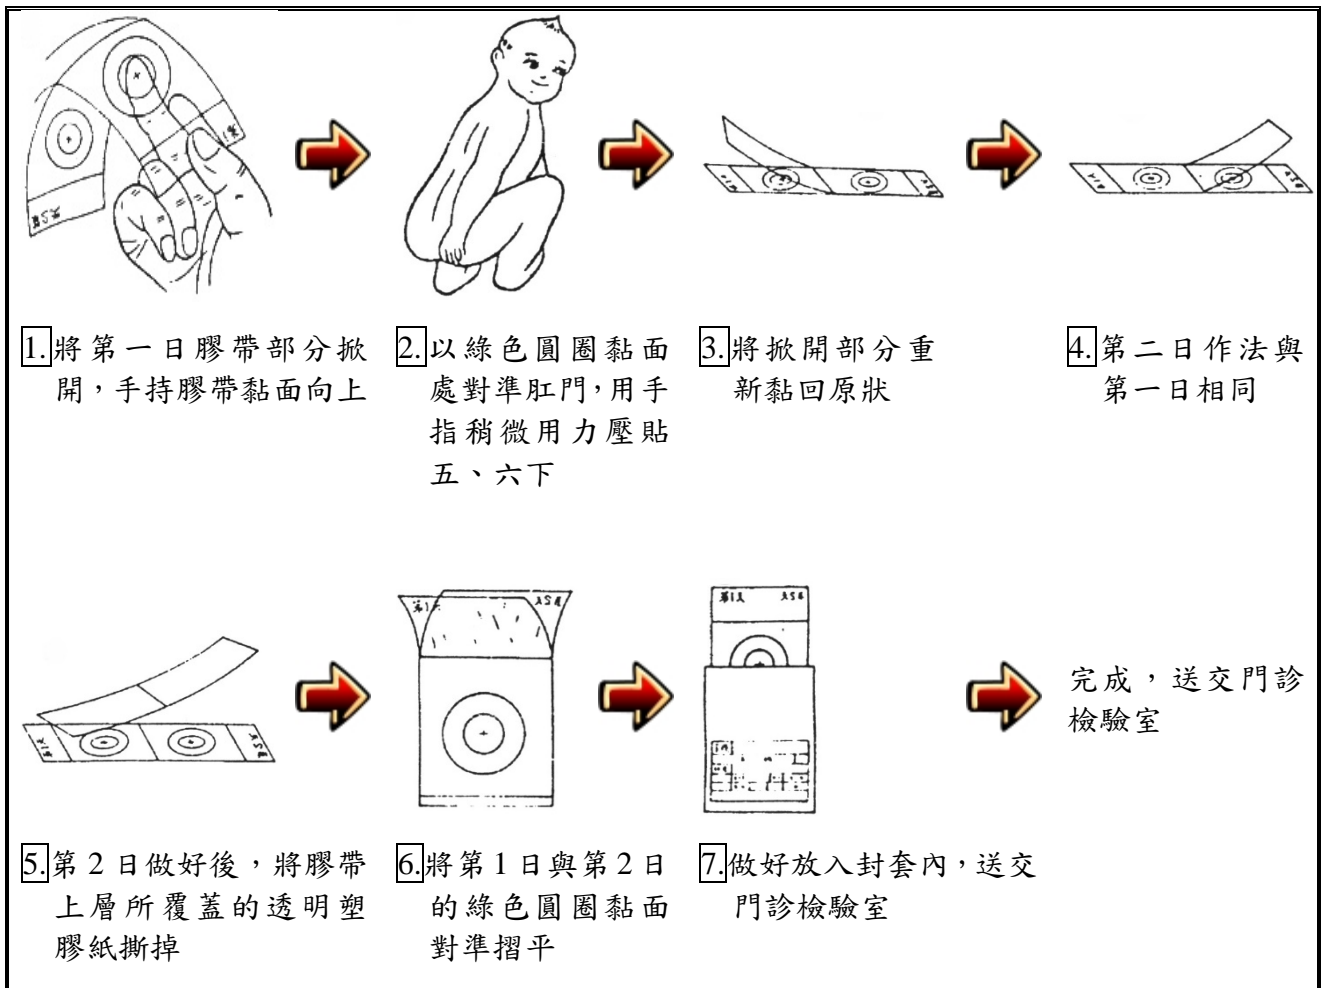 1.將第一日膠帶部分掀
開，手持膠帶黏面向上
2.以綠色圓圈黏面
處對準肛門，用手
指稍微用力壓貼
五、六下
3.將掀開部分重
新黏回原狀
4.第二日作法與
第一日相同
5.第2日做好後，將膠帶
上層所覆蓋的透明塑
膠紙撕掉
6.將第1日與第2日
的綠色圓圈黏面
對準摺平
7.做好放入封套內，送交
門診檢驗室
完成，送交門診
檢驗室